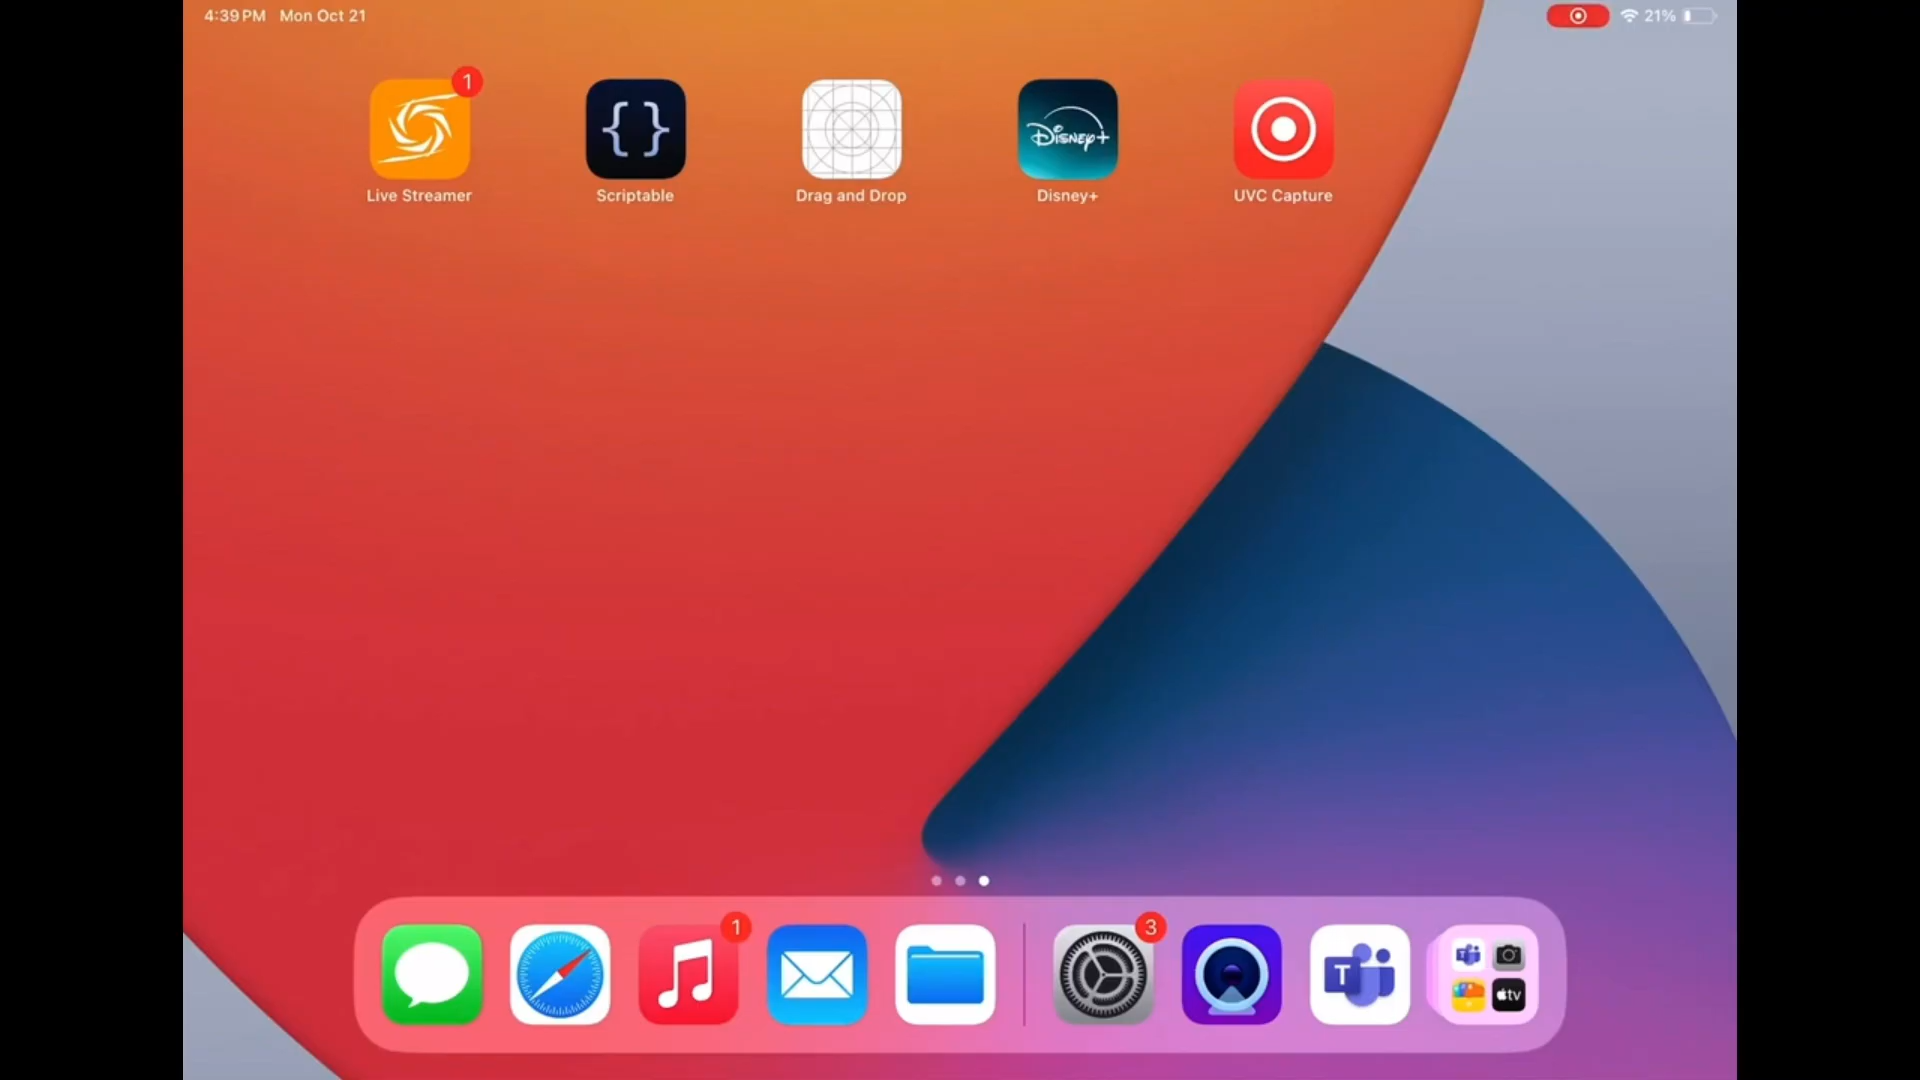 4:39 PM Mon Oct 21
21%
1
Disney+
Live Streamer
Scriptable
Drag and Drop
Disney+
UVC Capture
1
3
T
tv